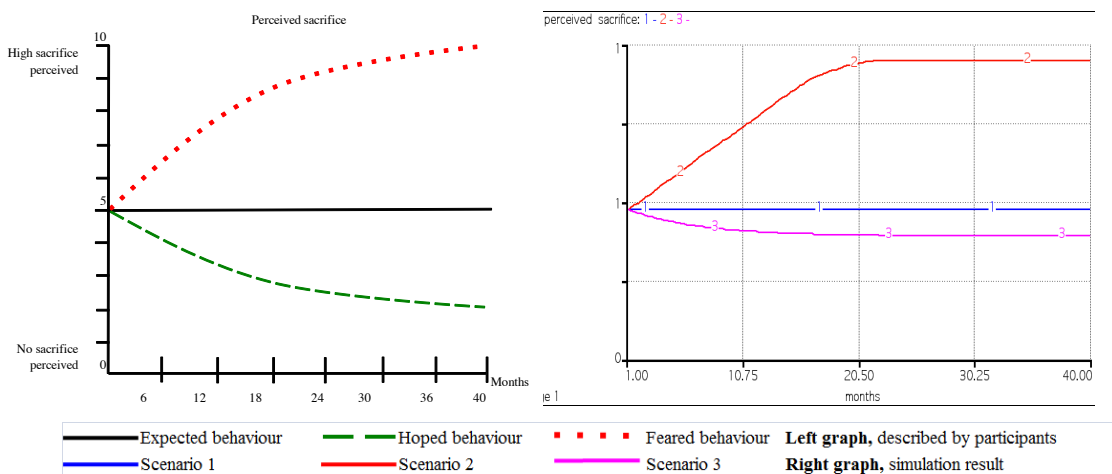 Perceived sacrifice
High sacrifice
perceived
10
5
No sacrifice
perceived
0
6 12 18 24 30 36 40
Months
perceived sacrifice: 1 - 2 - 3 -
1
2 2
2
1
1 1 1
3 3 3
0
1.00 10.75 20.50 30.25 40.00
ge 1 months
Expected behaviour Hoped behaviour Feared behaviour Left graph, described by participants
Scenario 1 Scenario 2 Scenario 3 Right graph, simulation result